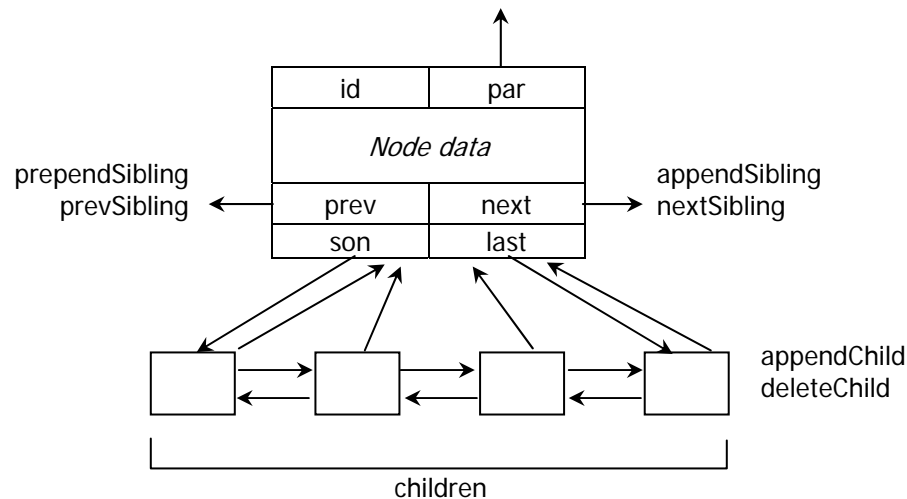 id par
Node data
prependSibling
prevSibling
prev next
appendSibling
nextSibling
son last
appendChild
deleteChild
children